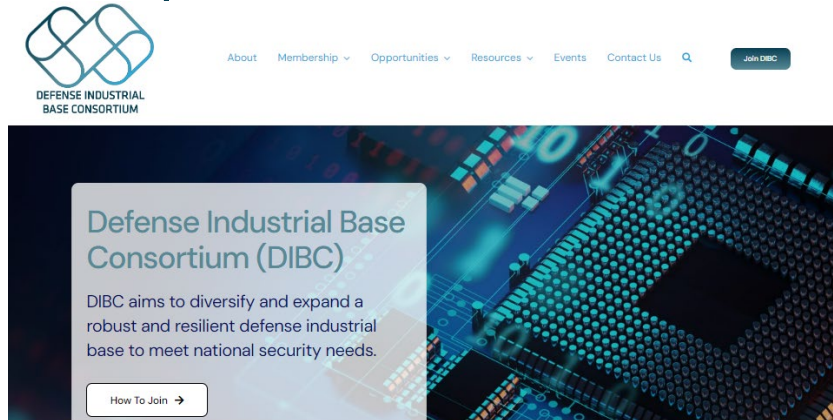 DEFENSE INDUSTRIAL
BASE CONSORTIUM
About Membership Opportunities Resources Events Contact Us Join DIBC
Defense Industrial Base
Consortium (DIBC)
DIBC aims to diversify and expand a
robust and resilient defense industrial
base to meet national security needs.
How To Join →